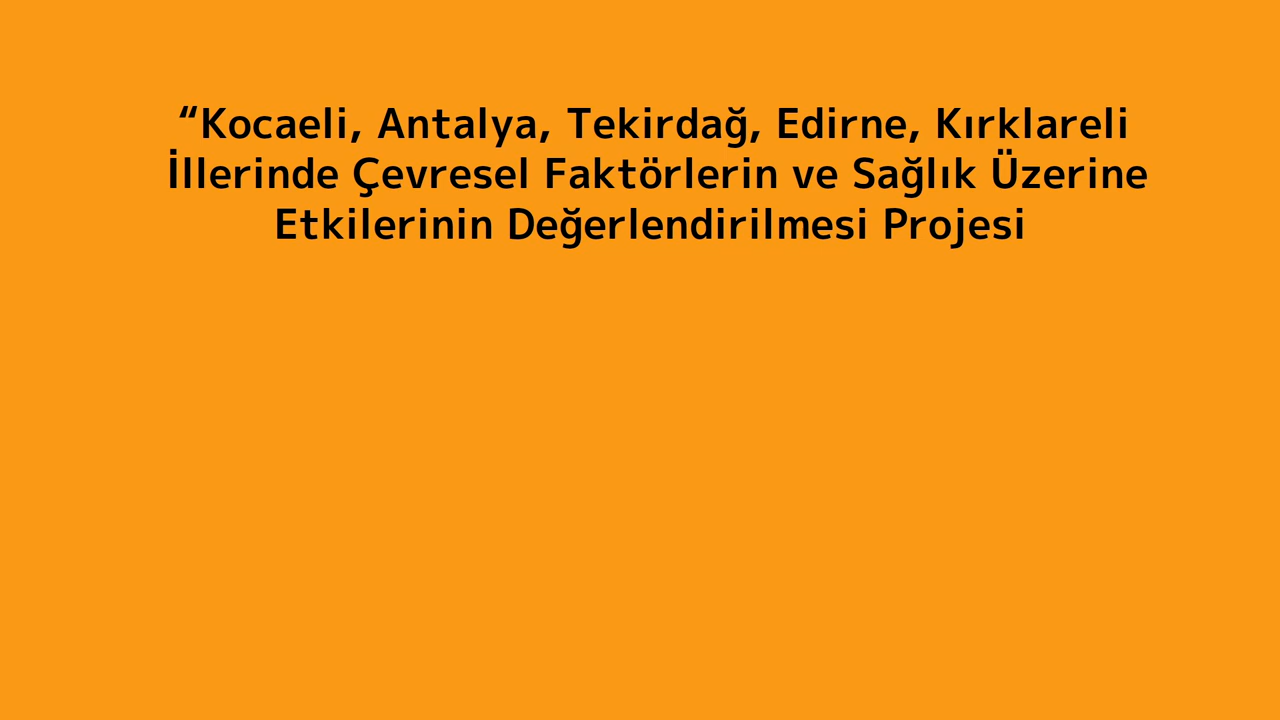 “Kocaeli, Antalya, Tekirdağ, Edirne, Kırklareli
İllerinde Çevresel Faktörlerin ve Sağlık Üzerine
Etkilerinin Değerlendirilmesi Projesi